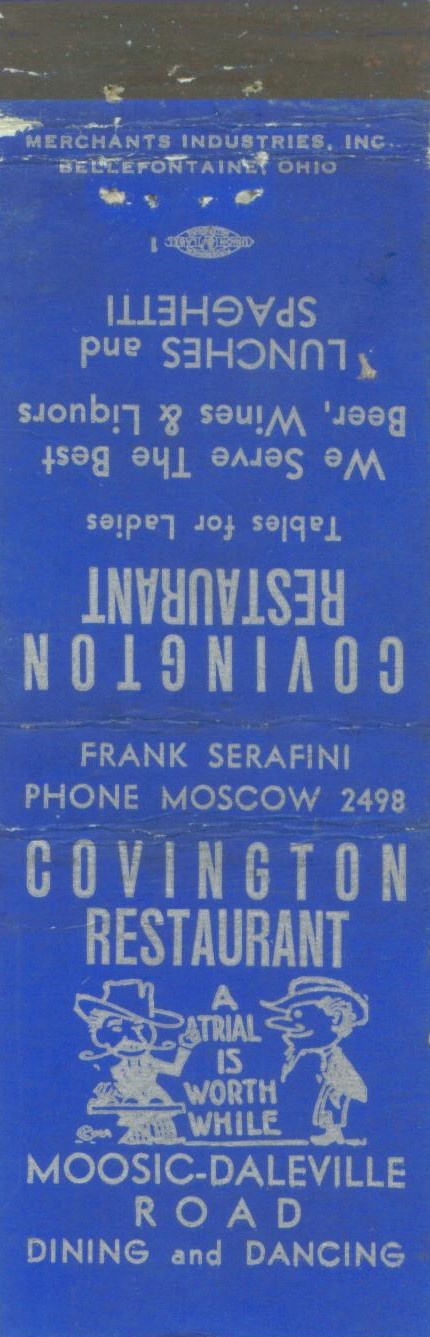 MERCHANTS INDUSTRIES, INC.
BELLEFONTAINE, OHIO
1
COVINGTON
RESTAURANT
Tables for Ladies
We Serve The Best
Beer, Wines & Liquors
LUNCHES and
SPAGHETTI
FRANK SERAFINI
PHONE MOSCOW 2498
COVINGTON
RESTAURANT
A
TRIAL
IS
WORTH
WHILE
MOOSIC-DALEVILLE
ROAD
DINING and DANCING